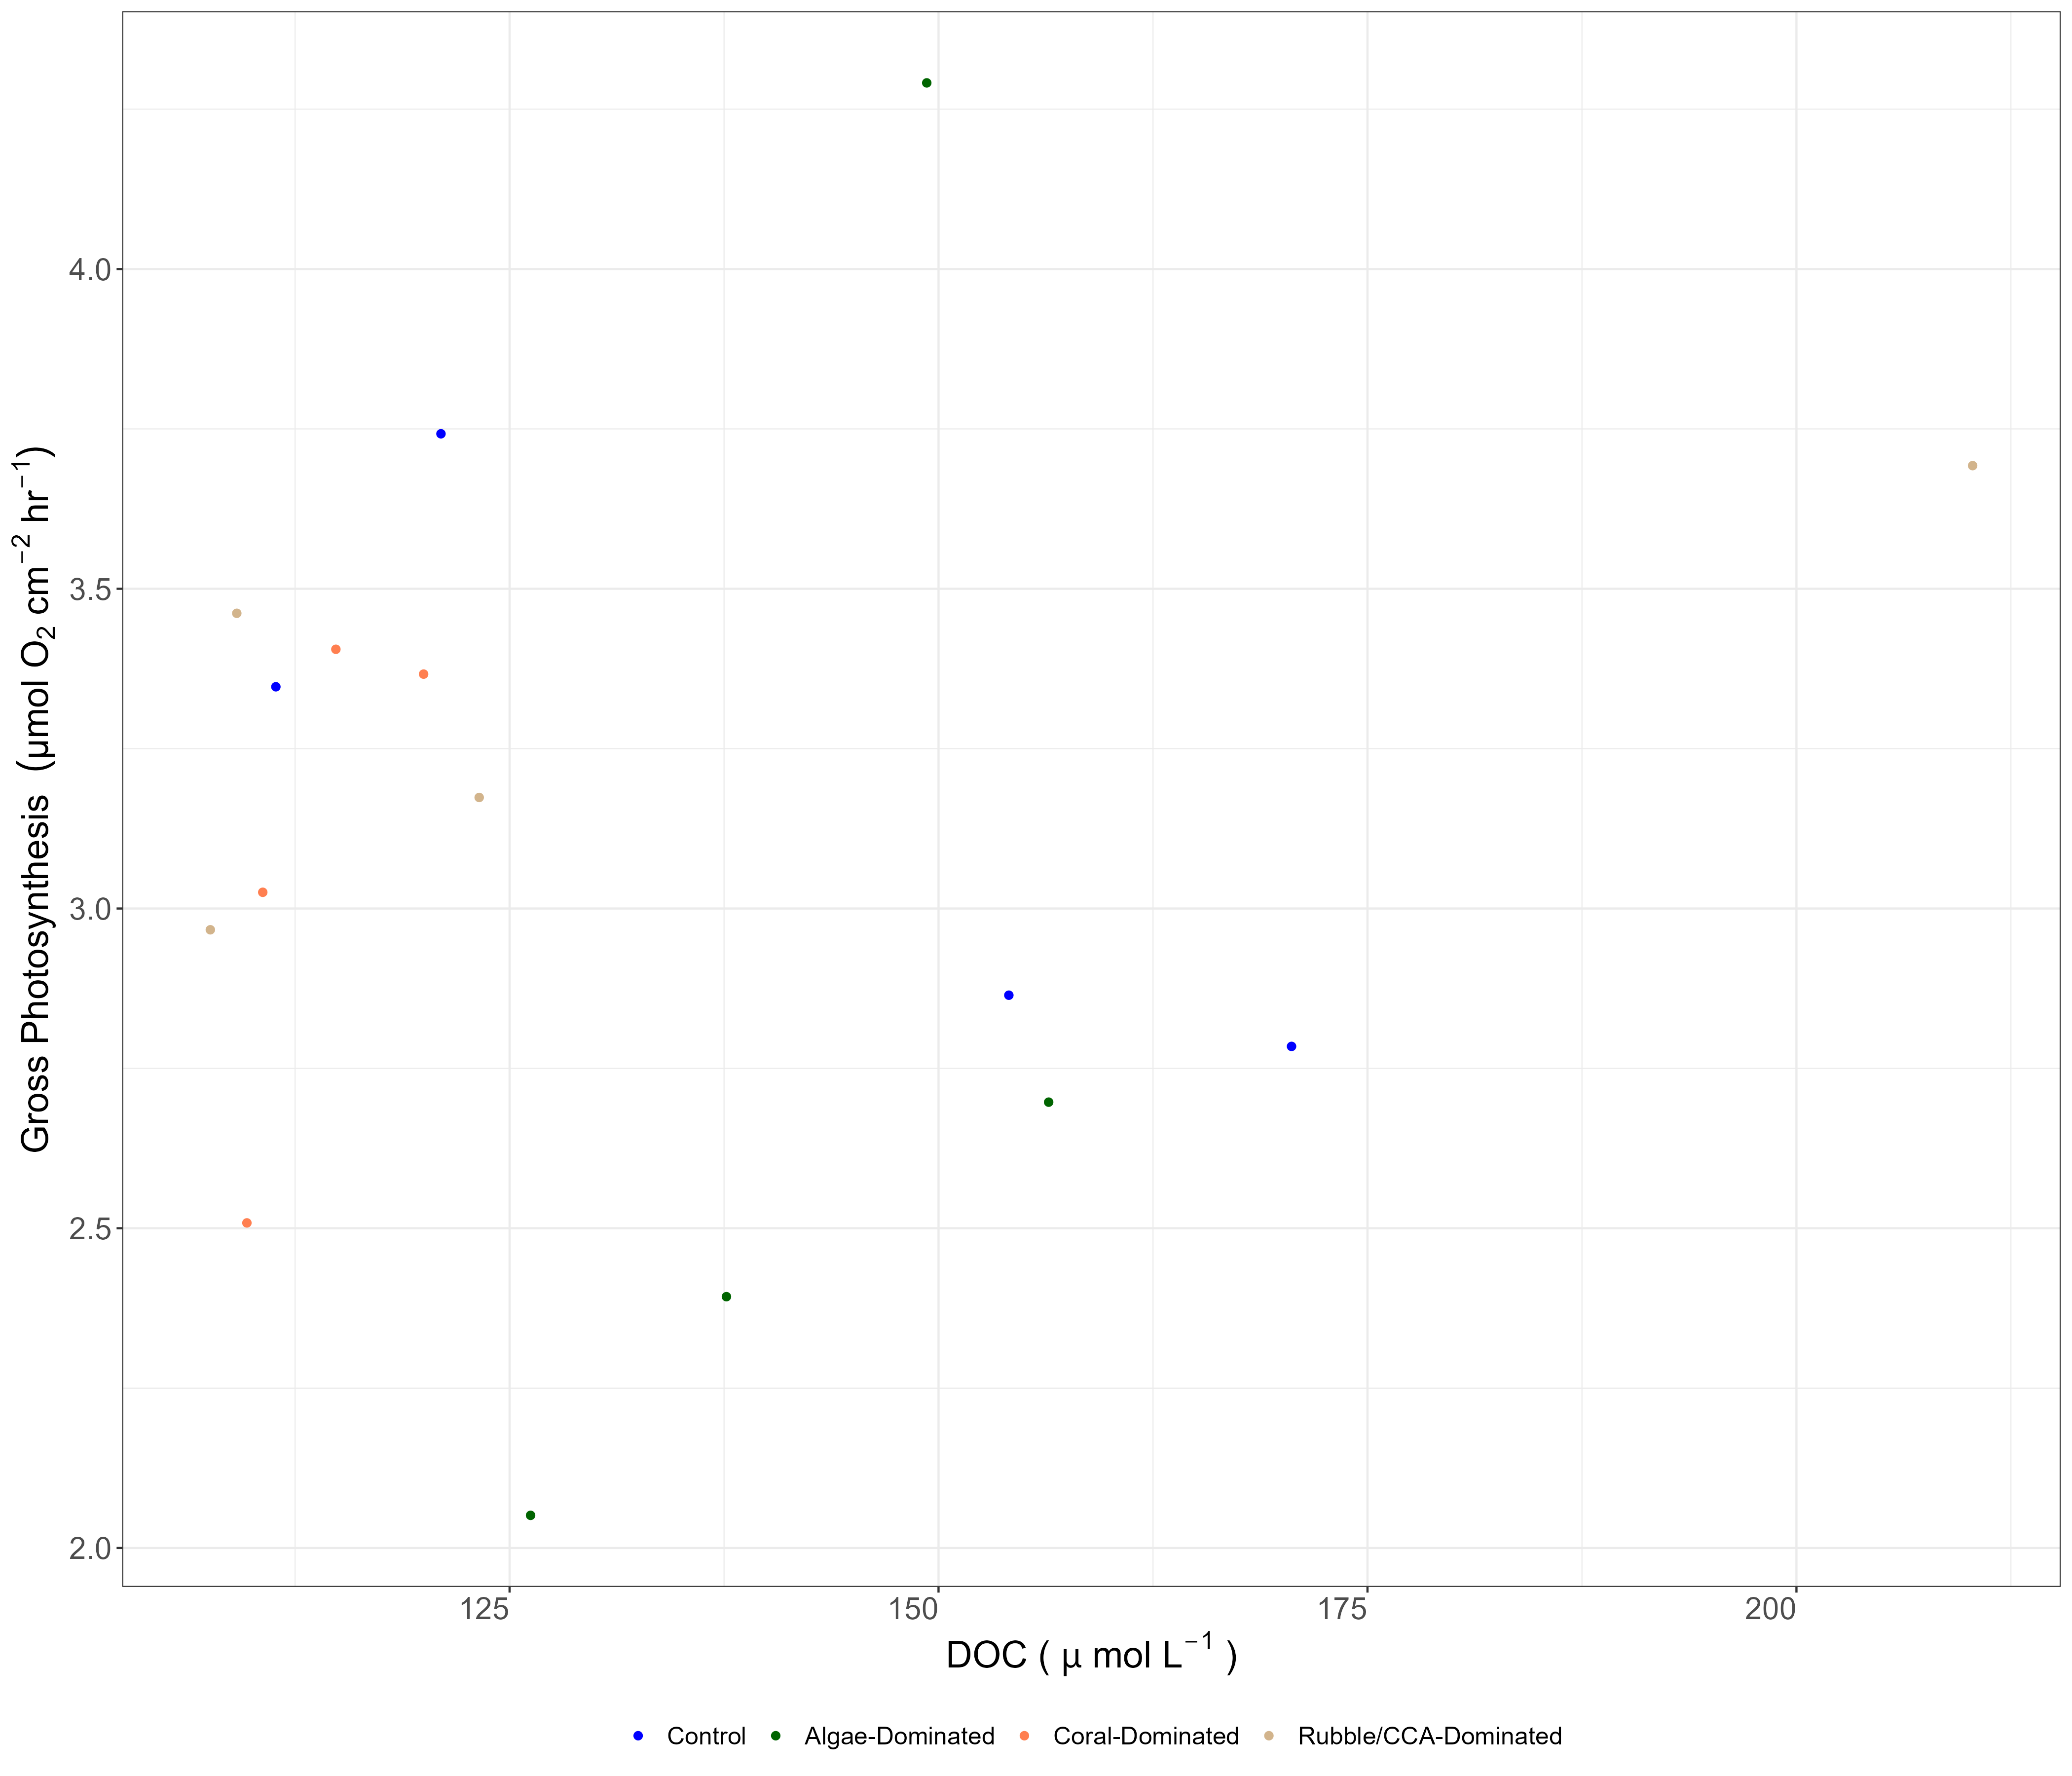 Gross Photosynthesis (µmol O₂ cm⁻² hr⁻¹)
4.0
3.5
3.0
2.5
2.0
125 150 175 200
DOC ( µ mol L⁻¹ )
Control Algae-Dominated Coral-Dominated Rubble/CCA-Dominated